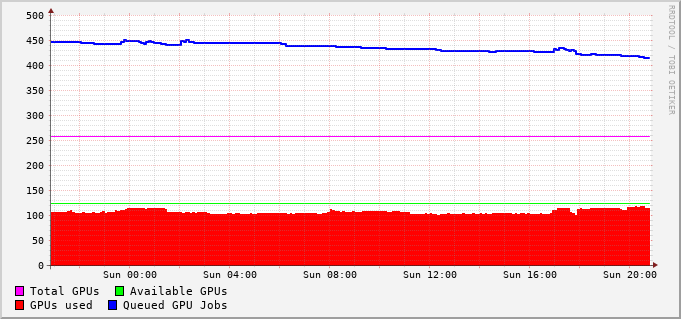 500
450
400
350
300
250
200
150
100
50
0
Sun 00:00 Sun 04:00 Sun 08:00 Sun 12:00 Sun 16:00 Sun 20:00
Total GPUs Available GPUs
GPUs used Queued GPU Jobs
RRDTOOL / TOBI OETIKER